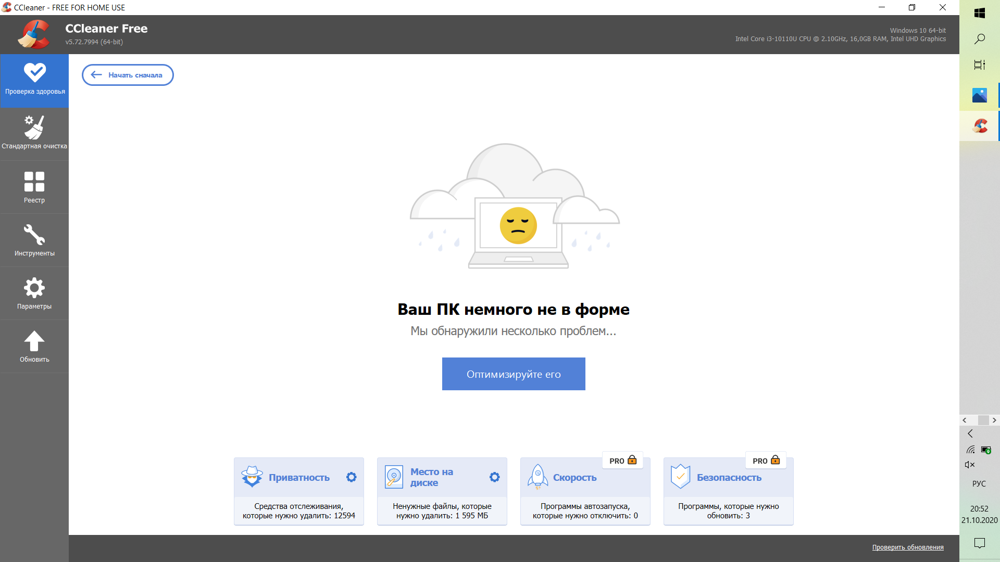 CCleaner - FREE FOR HOME USE
CCleaner Free
v5.72.7994 (64-bit)
Windows 10 64-bit
Intel Core i3-10110U CPU @ 2.10GHz, 16,0GB RAM, Intel UHD Graphics
Проверка здоровья
Стандартная очистка
Реестр
Инструменты
Параметры
Обновить
Начать сначала
Ваш ПК немного не в форме
Мы обнаружили несколько проблем...
Оптимизируйте его
Приватность
Средства отслеживания,
которые нужно удалить: 12594
Место на
диске
Ненужные файлы, которые
нужно удалить: 1 595 МБ
PRO
Скорость
Программы автозапуска,
которые нужно отключить: 0
PRO
Безопасность
Программы, которые нужно
обновить: 3
Проверить обновления
РУС
20:52
21.10.2020